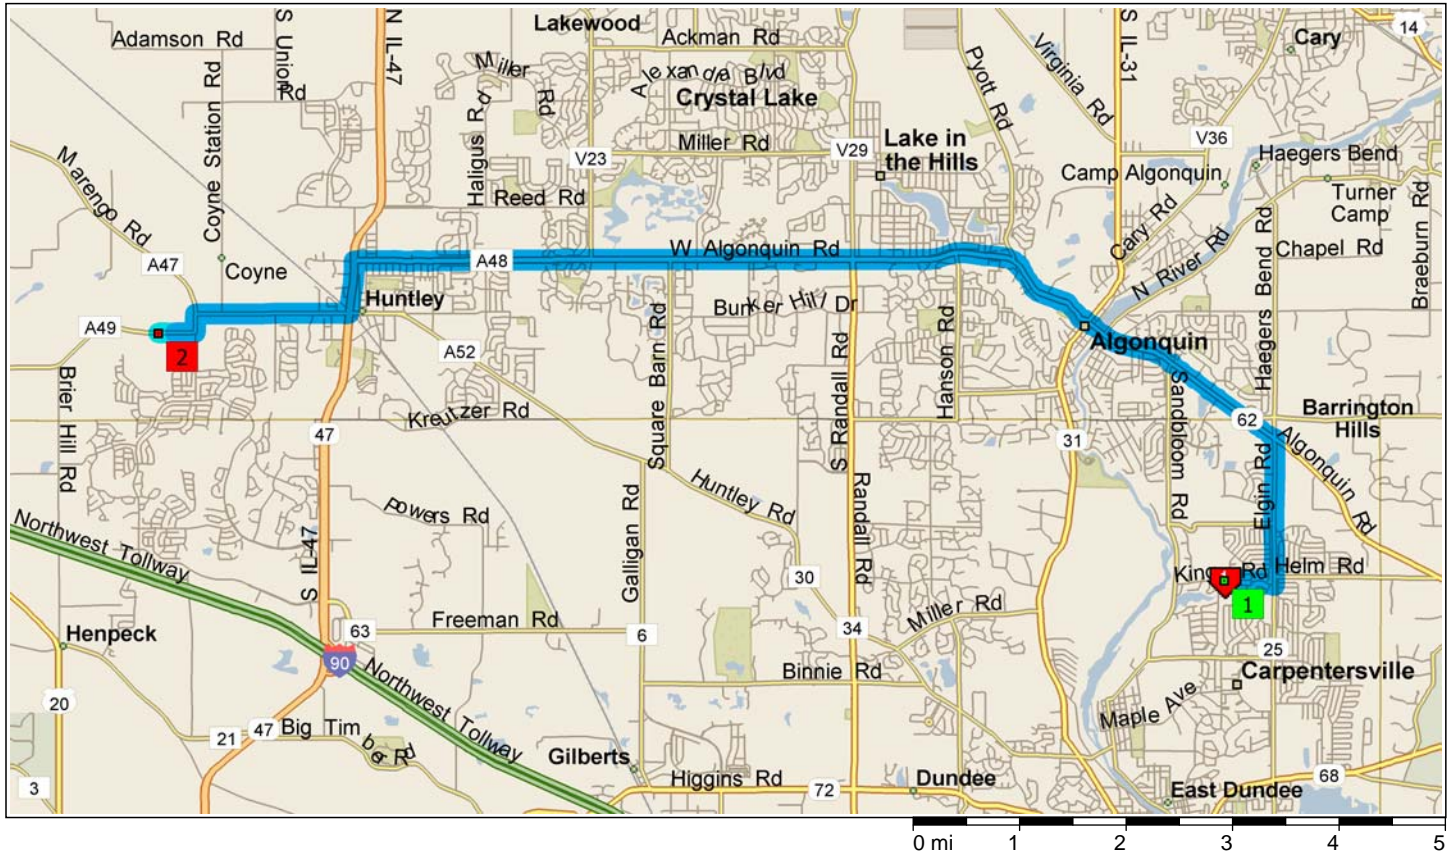 Lakewood
14
Adamson Rd
S Union
Rd
N IL-47
Ackman Rd
S IL-31
Virginia Rd
Cary
Miller
Rd
Alexandra Blvd
Pyott Rd
Crystal Lake
Coyne Station Rd
Haligus Rd
V36
Miller Rd
V29
Lake in
the Hills
V23
Haegers Bend
Marengo Rd
Camp Algonquin
Reed Rd
Turner
Camp
Cary Rd
N River Rd
Haegers Bend Rd
Chapel Rd
Braeburn Rd
W Algonquin Rd
A47
Coyne
A48
Huntley
Bunker Hill Dr
A49
Hanson Rd
Algonquin
2
A52
Square Barn Rd
S Randall Rd
Brier Hill Rd
Kreutzer Rd
Sandbloom Rd
Barrington
Hills
62
47
31
Algonquin Rd
Elgin Rd
Huntley Rd
Randall Rd
Powers Rd
Galligan Rd
Northwest Tollway
S IL-47
30
Kings Rd
Helm Rd
1
Miller Rd
Freeman Rd
63
6
34
Henpeck
25
90
Northwest Tollway
Binnie Rd
Carpentersville
20
Maple Ave
21
47
Big Timber Rd
Gilberts
Higgins Rd
72
Dundee
68
East Dundee
3
0 mi 1 2 3 4 5